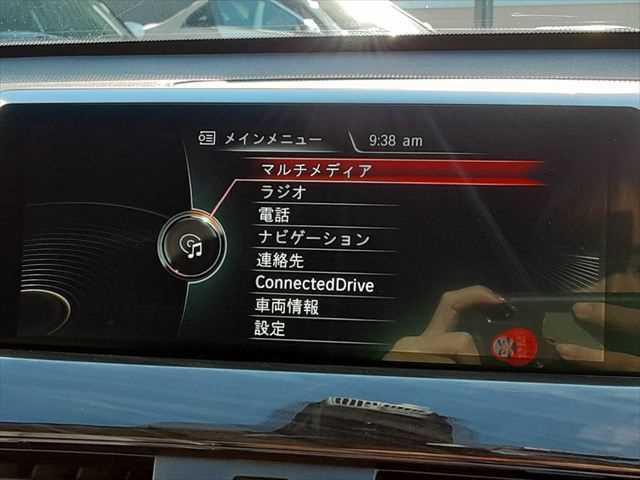 メインメニュー
9:38 am
マルチメディア
ラジオ
電話
ナビゲーション
連絡先
ConnectedDrive
車両情報
設定